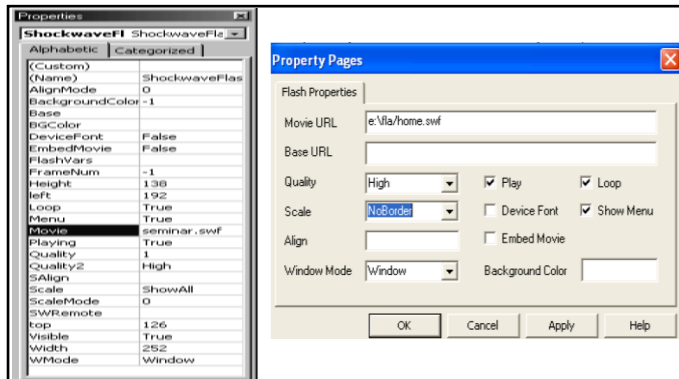 Properties
ShockwaveFl ShockwaveFla
Alphabetic Categorized
(Custom)
(Name) ShockwaveFlas
AlignMode 0
BackgroundColor -1
Base
BGColor
DeviceFont False
EmbedMovie False
FlashVars
FrameNum -1
Height 138
left 192
Loop True
Menu True
Movie seminar.swf
Playing True
Quality 1
Quality2 High
SAlign
Scale ShowAll
ScaleMode 0
SWRemote
top 126
Visible True
Width 252
WMode Window
Property Pages
Flash Properties
Movie URL e:\fla/home.swf
Base URL
Quality High Play Loop
Scale NoBorder Device Font Show Menu
Align Embed Movie
Window Mode Window Background Color
OK Cancel Apply Help